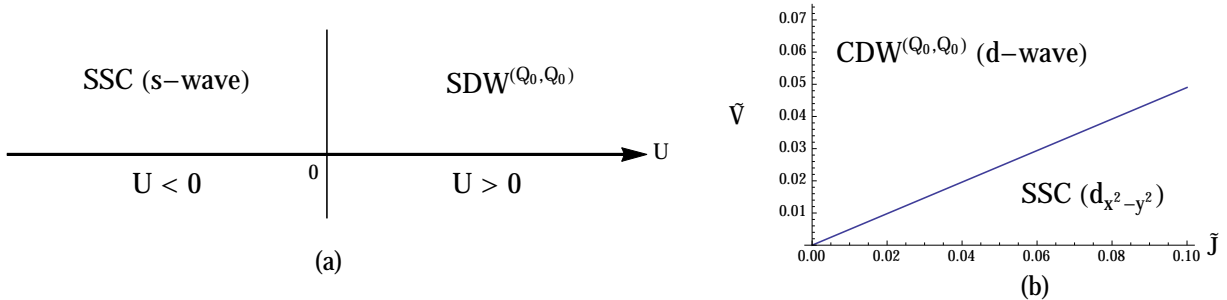 SSC (s−wave)
SDW^(Q₀,Q₀)
0
U
U < 0
U > 0
(a)
0.07
0.06
0.05
0.04
0.03
0.02
0.01
Ṽ
CDW^(Q₀,Q₀) (d−wave)
SSC (d_x²−y²)
0.00
0.02
0.04
0.06
0.08
0.10
J̃
(b)